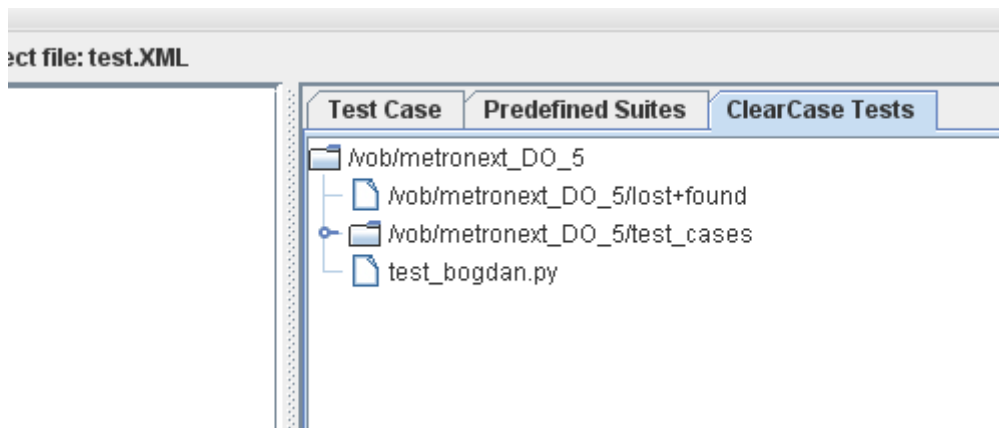 ect file: test.XML
Test Case Predefined Suites ClearCase Tests
/vob/metronext_DO_5
/vob/metronext_DO_5/lost+found
/vob/metronext_DO_5/test_cases
test_bogdan.py